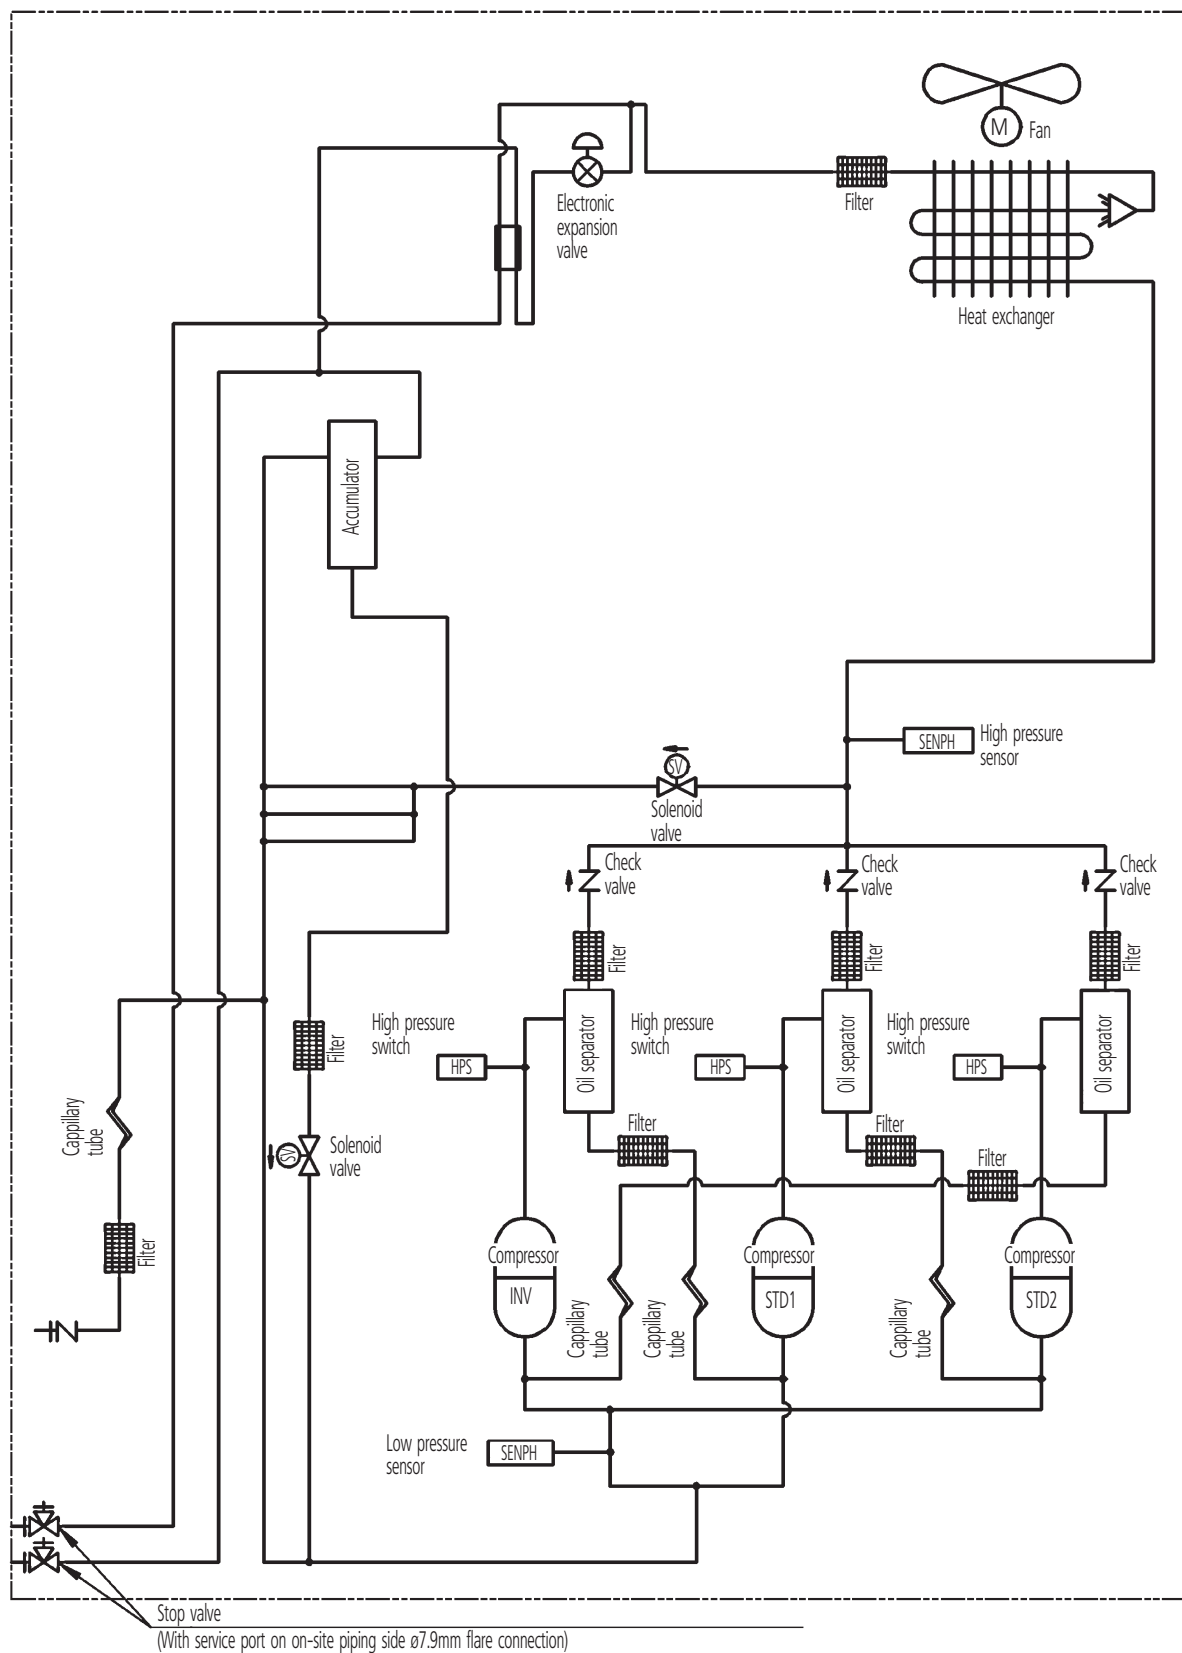 M
Fan
Electronic
expansion
valve
Filter
Heat exchanger
Accumulator
SENPH
High pressure
sensor
SV
Solenoid
valve
Check
valve
Check
valve
Check
valve
Filter
Filter
Filter
High pressure
switch
HPS
Oil separator
High pressure
switch
HPS
Oil separator
High pressure
switch
HPS
Oil separator
Filter
Cappillary
tube
SV
Solenoid
valve
Filter
Filter
Filter
Filter
Compressor
INV
Compressor
STD1
Compressor
STD2
Cappillary
tube
Cappillary
tube
Cappillary
tube
Low pressure
sensor
SENPH
Stop valve
(With service port on on-site piping side ø7.9mm flare connection)